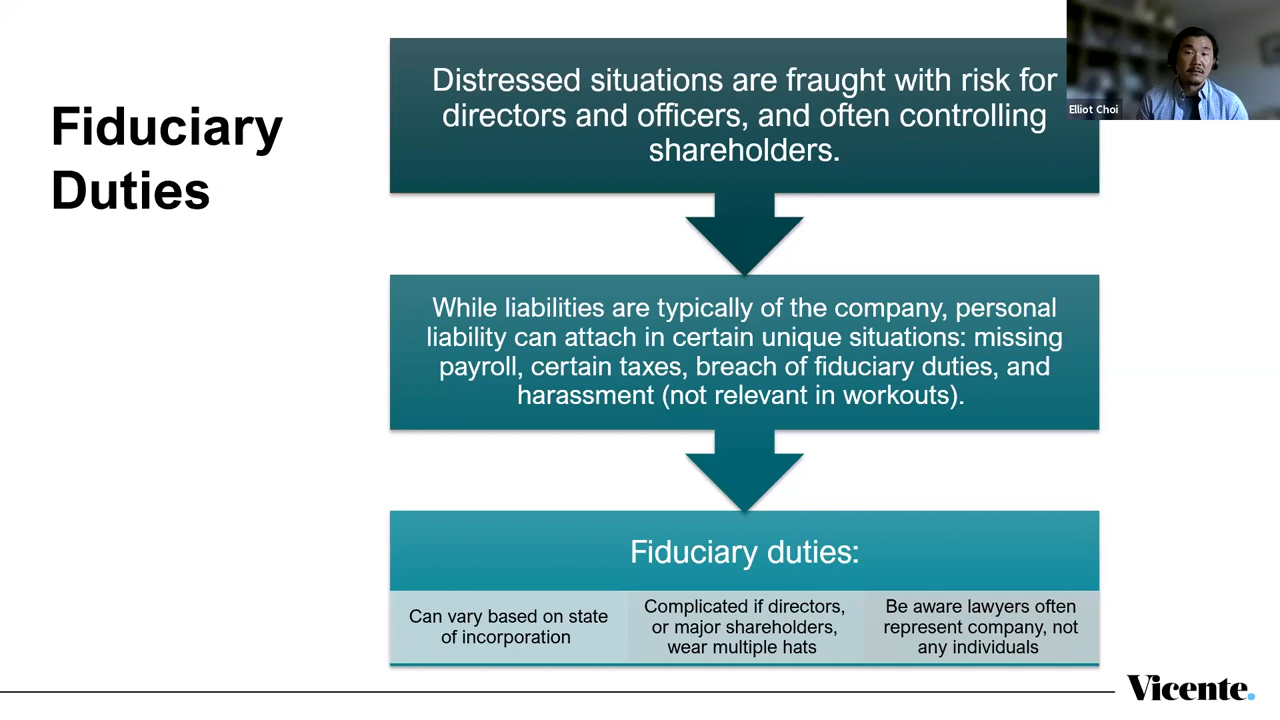 Fiduciary
Duties
Distressed situations are fraught with risk for
directors and officers, and often controlling
shareholders.
Elliot Choi
While liabilities are typically of the company, personal
liability can attach in certain unique situations: missing
payroll, certain taxes, breach of fiduciary duties, and
harassment (not relevant in workouts).
Fiduciary duties:
Can vary based on state
of incorporation
Complicated if directors,
or major shareholders,
wear multiple hats
Be aware lawyers often
represent company, not
any individuals
Vicente.